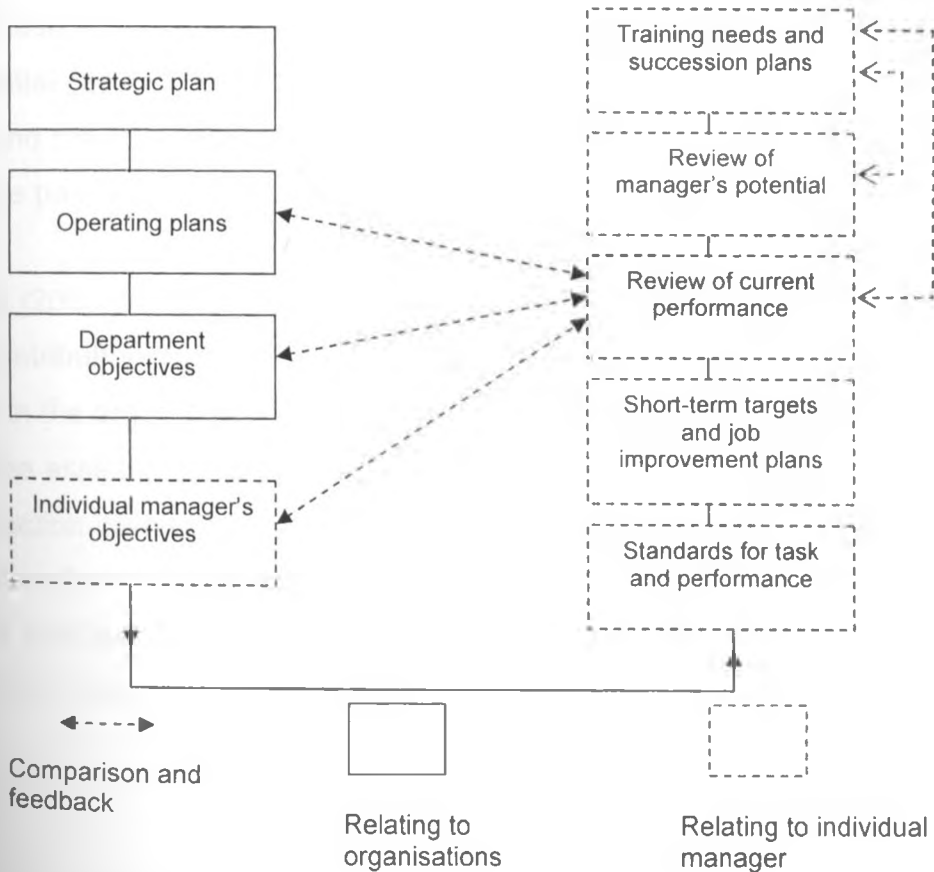 Strategic plan
Operating plans
Department
objectives
Individual manager's
objectives
Training needs and
succession plans
Review of
manager's potential
Review of current
performance
Short-term targets
and job
improvement plans
Standards for task
and performance
Comparison and
feedback
Relating to
organisations
Relating to individual
manager